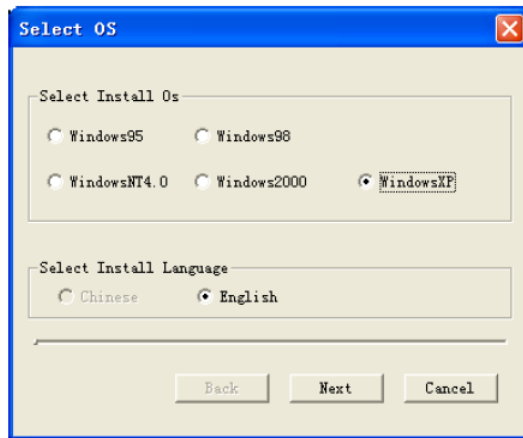 Select OS
Select Install Os
Windows95 Windows98
WindowsNT4.0 Windows2000 WindowsXP
Select Install Language
Chinese English
Back Next Cancel